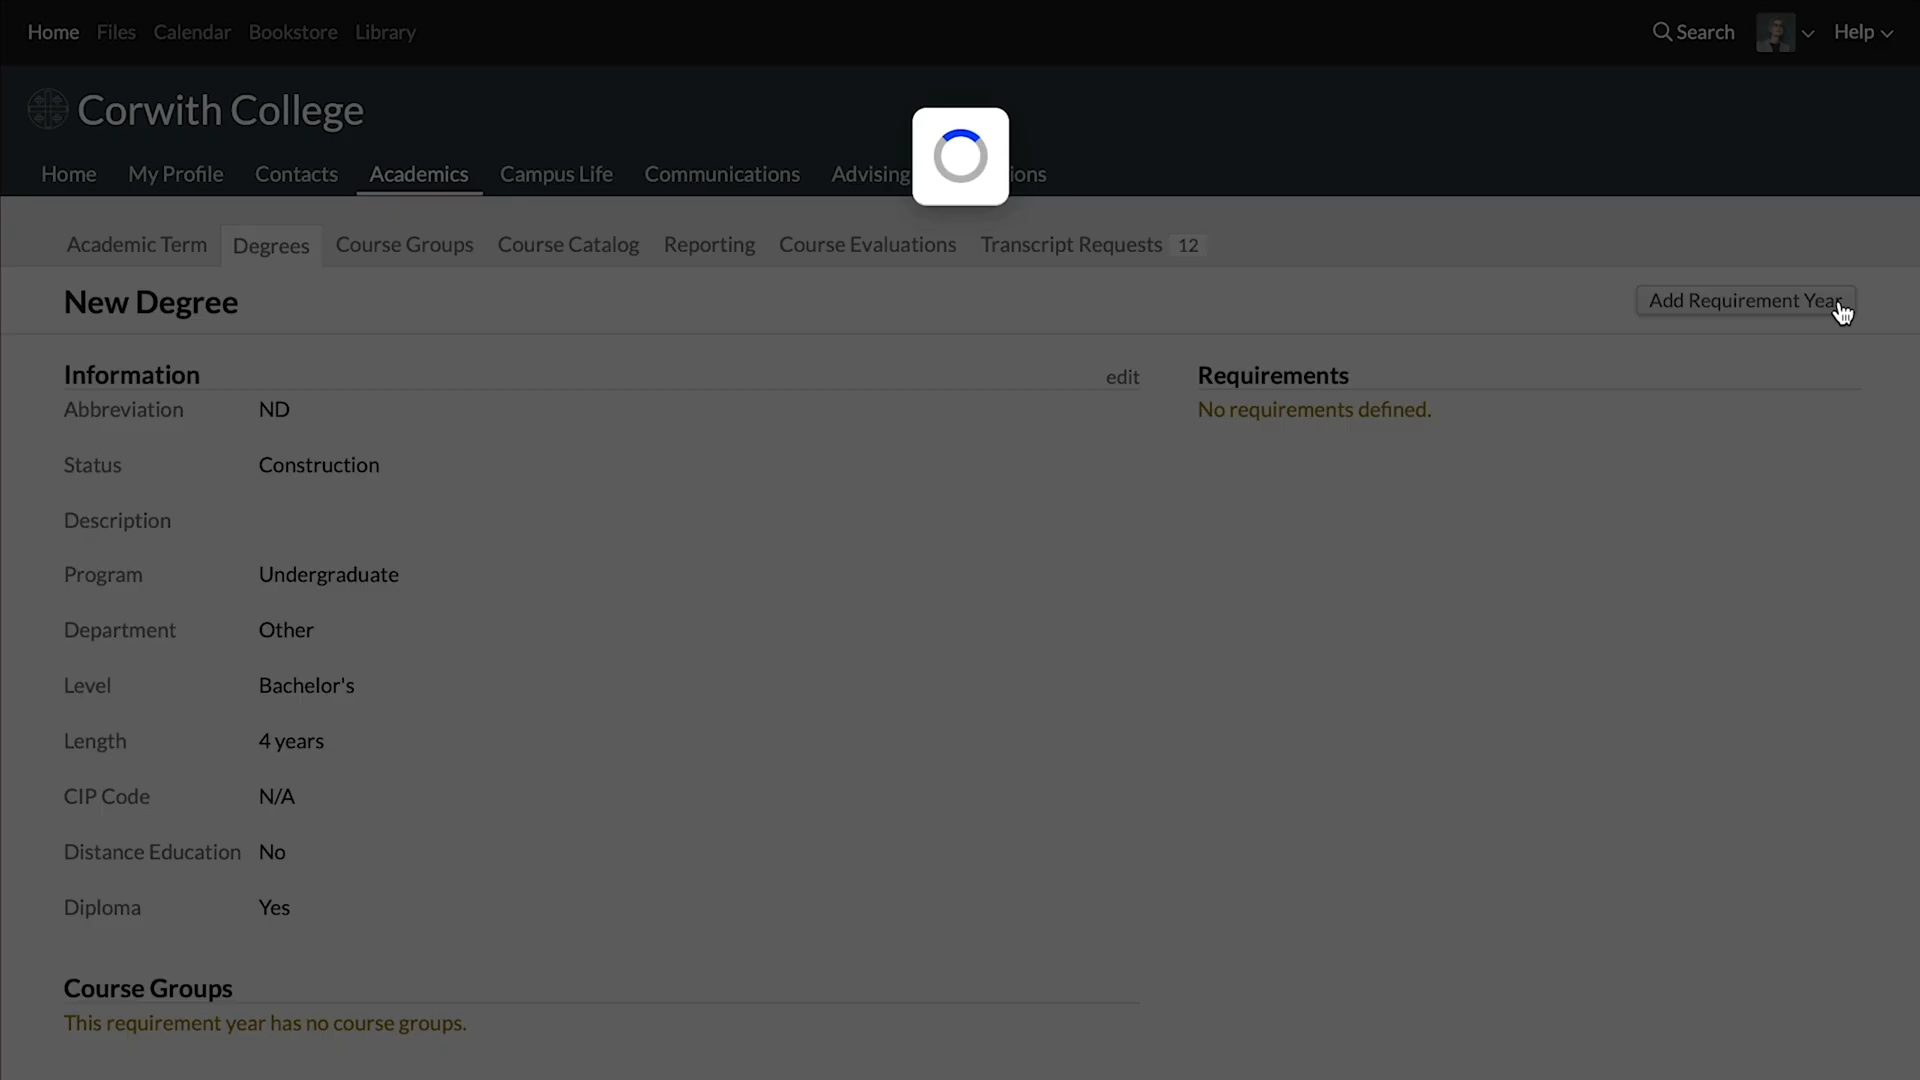 Home Files Calendar Bookstore Library Search Help
Corwith College
Home My Profile Contacts Academics Campus Life Communications Advising ons
Academic Term Degrees Course Groups Course Catalog Reporting Course Evaluations Transcript Requests 12
New Degree Add Requirement Year
Information edit
Abbreviation ND
Status Construction
Description
Program Undergraduate
Department Other
Level Bachelor's
Length 4 years
CIP Code N/A
Distance Education No
Diploma Yes
Course Groups
This requirement year has no course groups.
Requirements
No requirements defined.